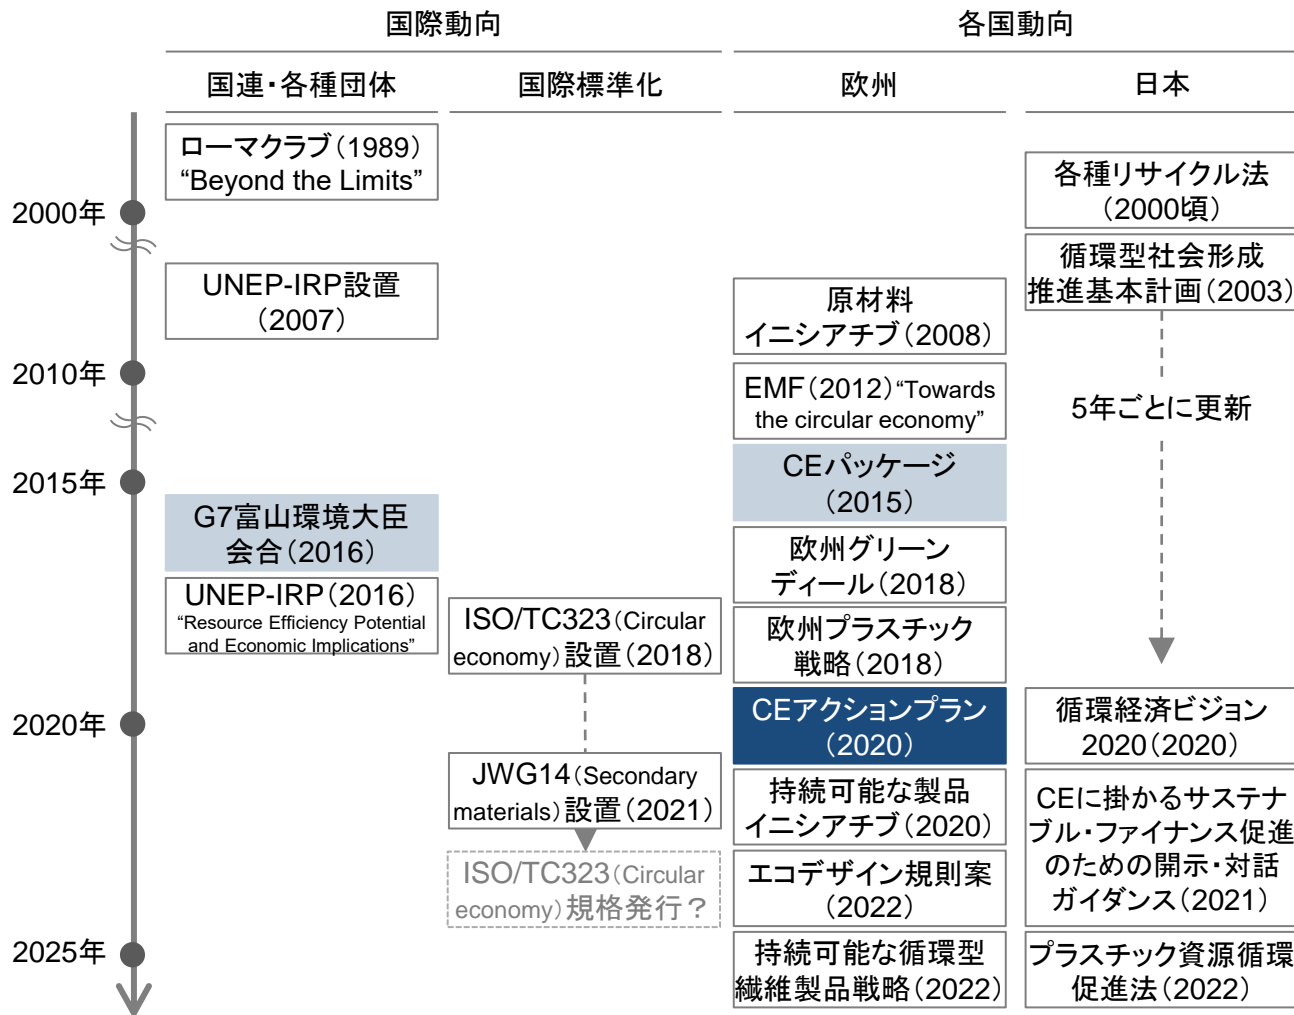 国際動向
各国動向
国連・各種団体
国際標準化
欧州
日本
2000年
2010年
2015年
2020年
2025年
ローマクラブ(1989)
“Beyond the Limits”
UNEP-IRP設置
(2007)
G7富山環境大臣
会合(2016)
UNEP-IRP(2016)
“Resource Efficiency Potential
and Economic Implications”
ISO/TC323(Circular
economy)設置(2018)
JWG14(Secondary
materials)設置(2021)
ISO/TC323(Circular
economy)規格発行？
原材料
イニシアチブ(2008)
EMF(2012)“Towards
the circular economy”
CEパッケージ
(2015)
欧州グリーン
ディール(2018)
欧州プラスチック
戦略(2018)
CEアクションプラン
(2020)
持続可能な製品
イニシアチブ(2020)
エコデザイン規則案
(2022)
持続可能な循環型
繊維製品戦略(2022)
各種リサイクル法
(2000頃)
循環型社会形成
推進基本計画(2003)
5年ごとに更新
循環経済ビジョン
2020(2020)
CEに掛かるサステナ
ブル・ファイナンス促進
のための開示・対話
ガイダンス(2021)
プラスチック資源循環
促進法(2022)